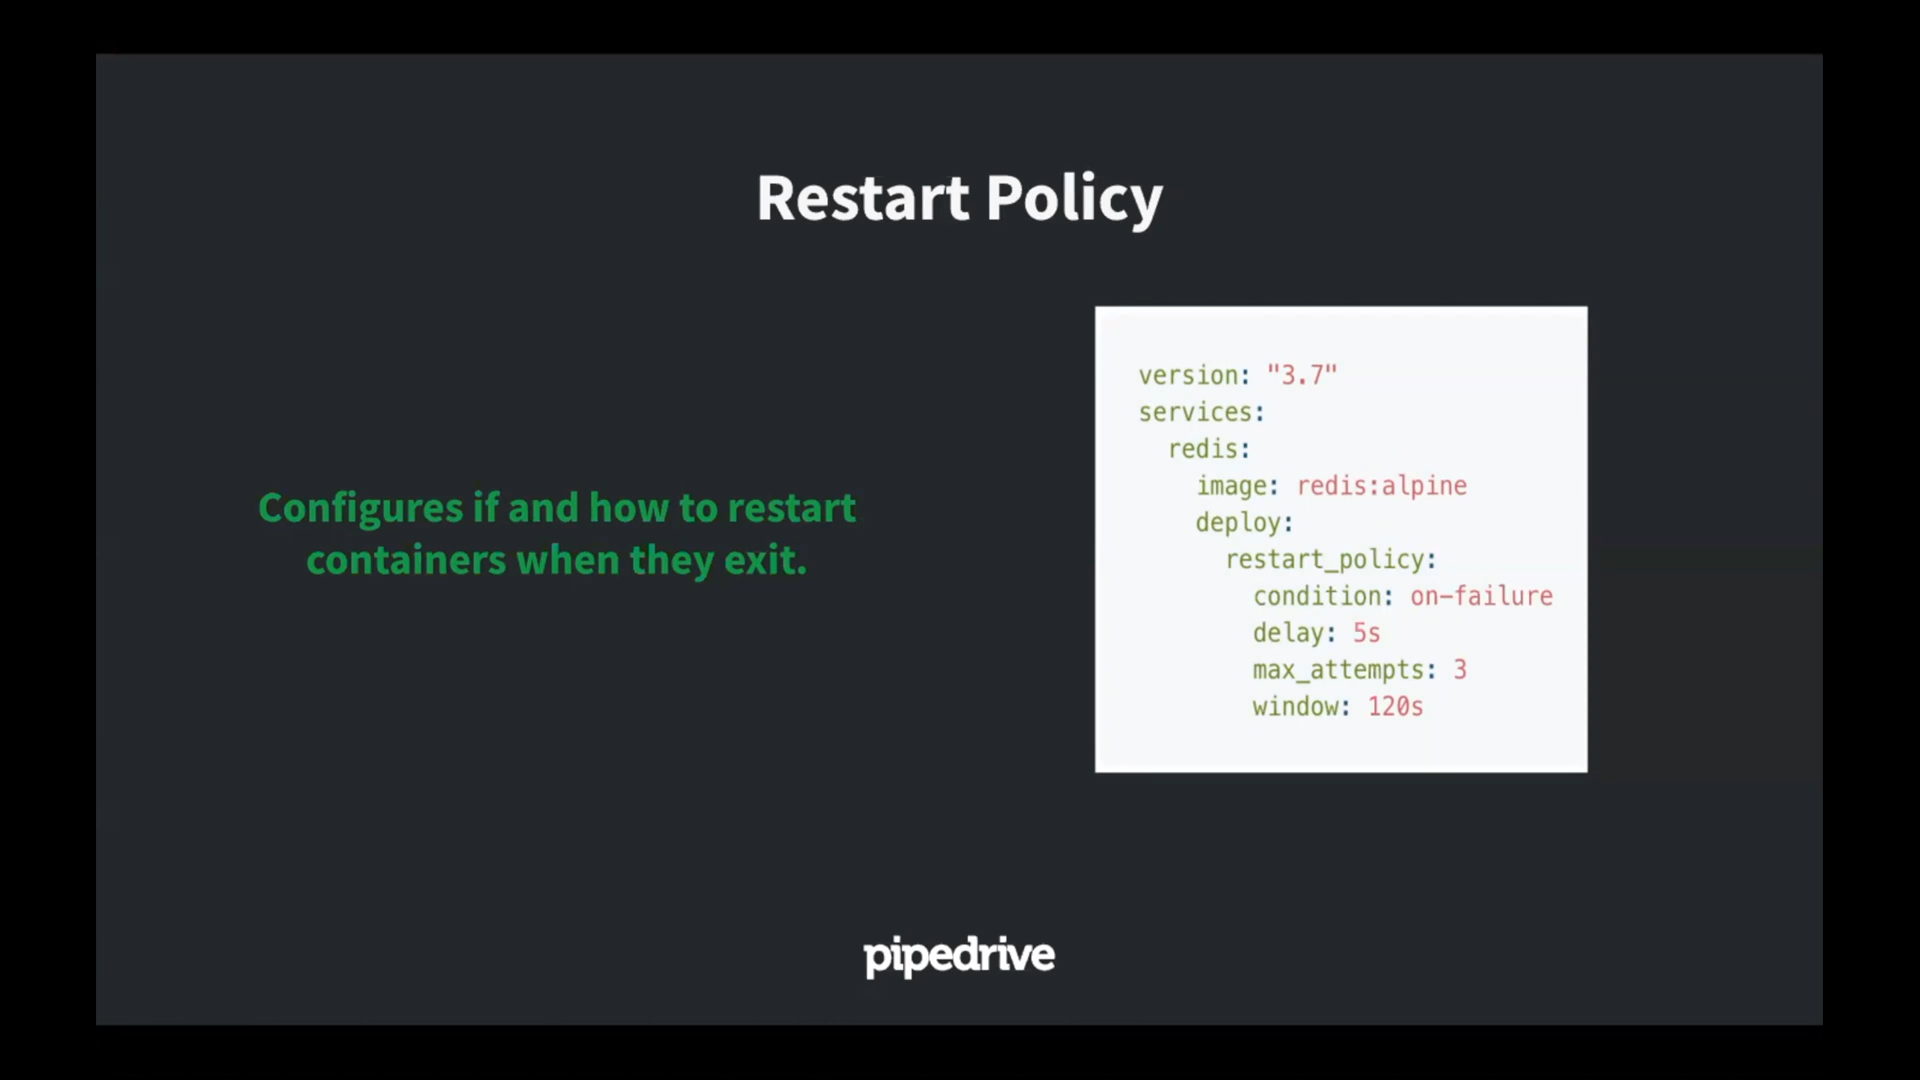 Restart Policy
Configures if and how to restart
containers when they exit.
version: "3.7"
services:
  redis:
    image: redis:alpine
    deploy:
      restart_policy:
        condition: on-failure
        delay: 5s
        max_attempts: 3
        window: 120s
pipedrive